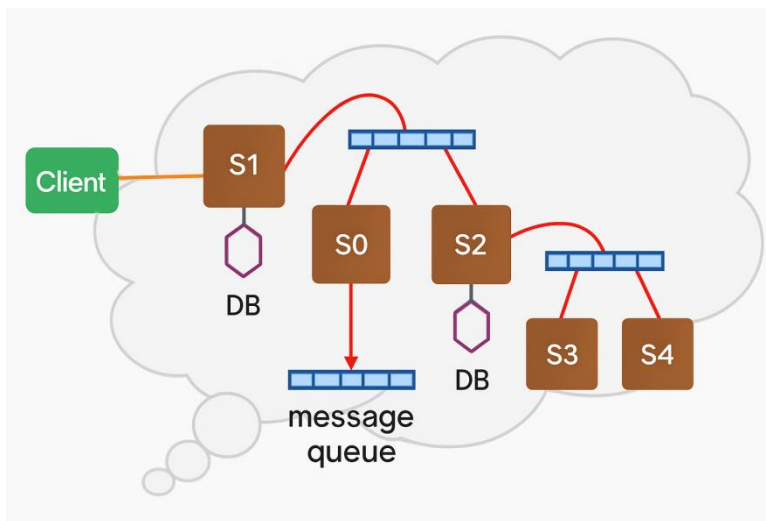 Client
S1
DB
S0
S2
DB
S3
S4
message
queue